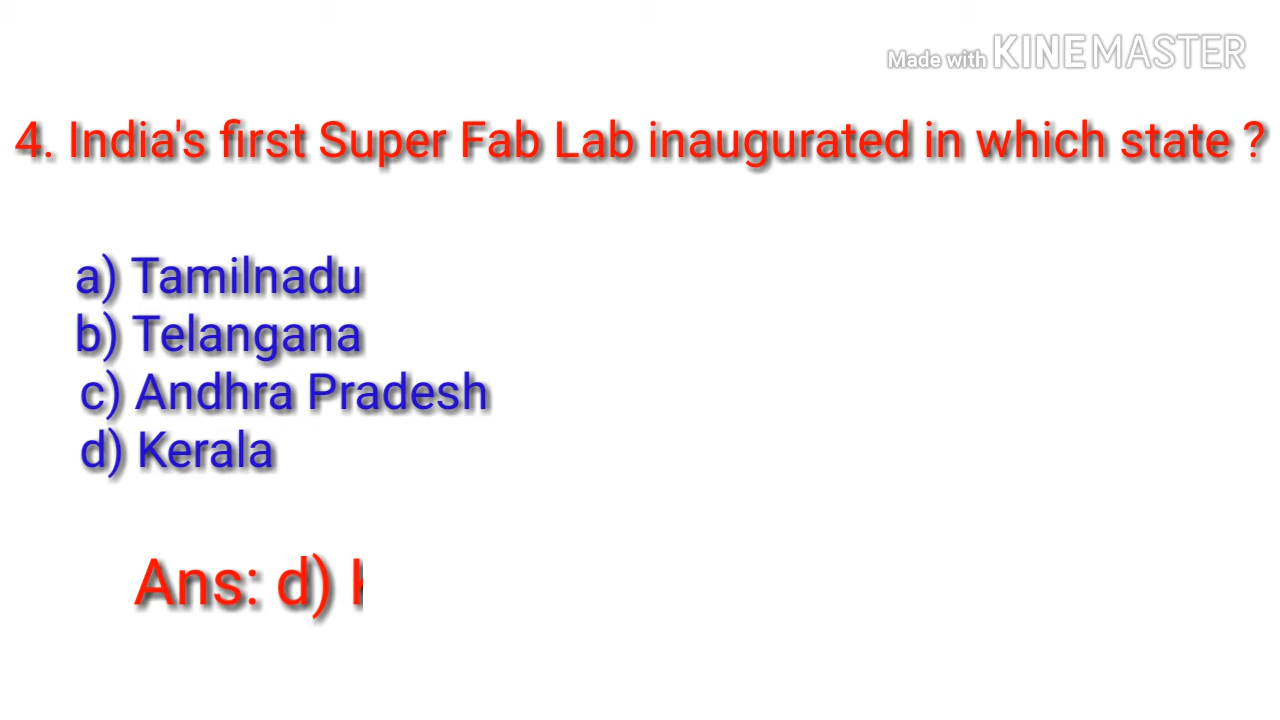 Made with KINEMASTER
4. India's first Super Fab Lab inaugurated in which state ?
a) Tamilnadu
b) Telangana
c) Andhra Pradesh
d) Kerala
Ans: d)